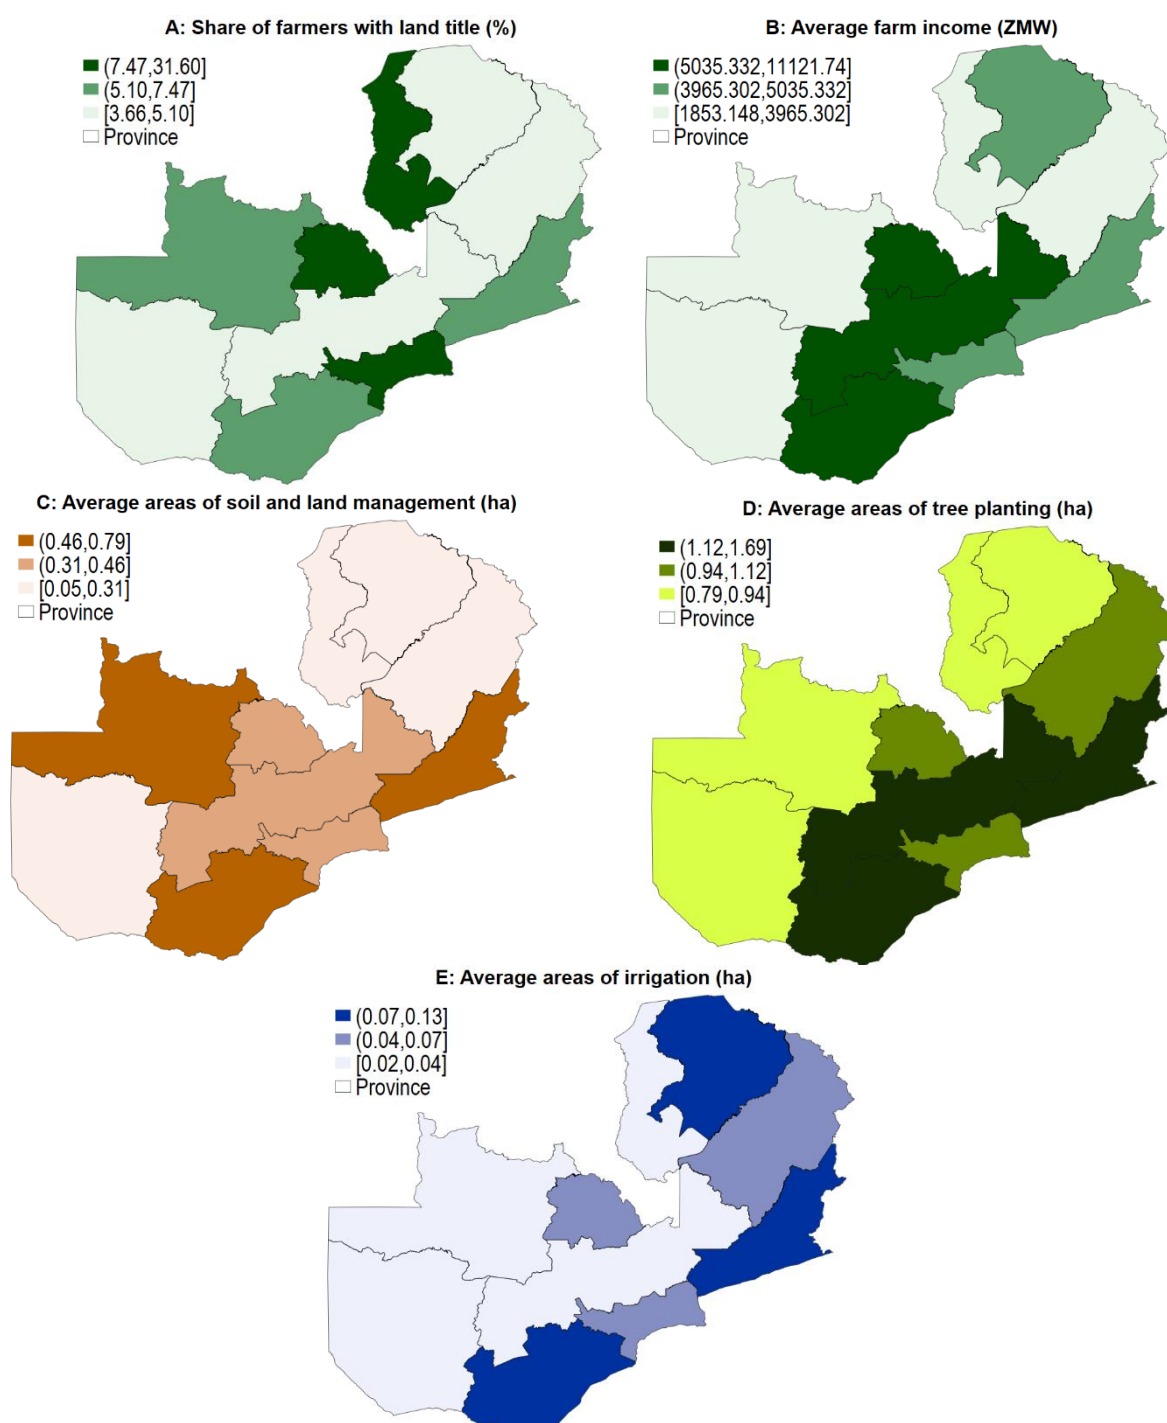 A: Share of farmers with land title (%)
(7.47,31.60]
(5.10,7.47]
[3.66,5.10]
Province
B: Average farm income (ZMW)
(5035.332,11121.74]
(3965.302,5035.332]
[1853.148,3965.302]
Province
C: Average areas of soil and land management (ha)
(0.46,0.79]
(0.31,0.46]
[0.05,0.31]
Province
D: Average areas of tree planting (ha)
(1.12,1.69]
(0.94,1.12]
[0.79,0.94]
Province
E: Average areas of irrigation (ha)
(0.07,0.13]
(0.04,0.07]
[0.02,0.04]
Province